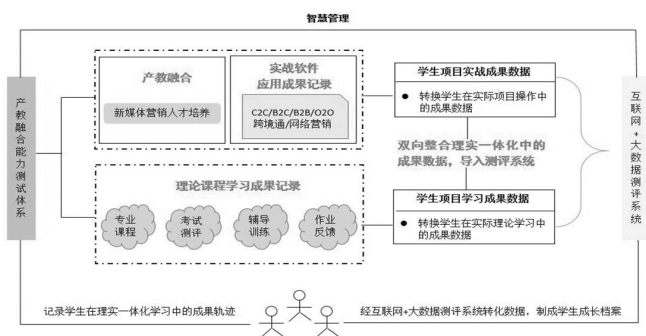 智慧管理
产教融合能力测试体系
产教融合
新媒体营销人才培养
实战软件
应用成果记录
C2C/B2C/B2B/O2O
跨境通/网络营销
理论课程学习成果记录
专业
课程
考试
测评
辅导
训练
作业
反馈
学生项目实战成果数据
● 转换学生在实际项目操作中
的成果数据
双向整合理实一体化中的
成果数据，导入测评系统
学生项目学习成果数据
● 转换学生在实际理论学习中
的成果数据
互联网+大数据测评系统
记录学生在理实一体化学习中的成果轨迹
经互联网+大数据测评系统转化数据，制成学生成长档案